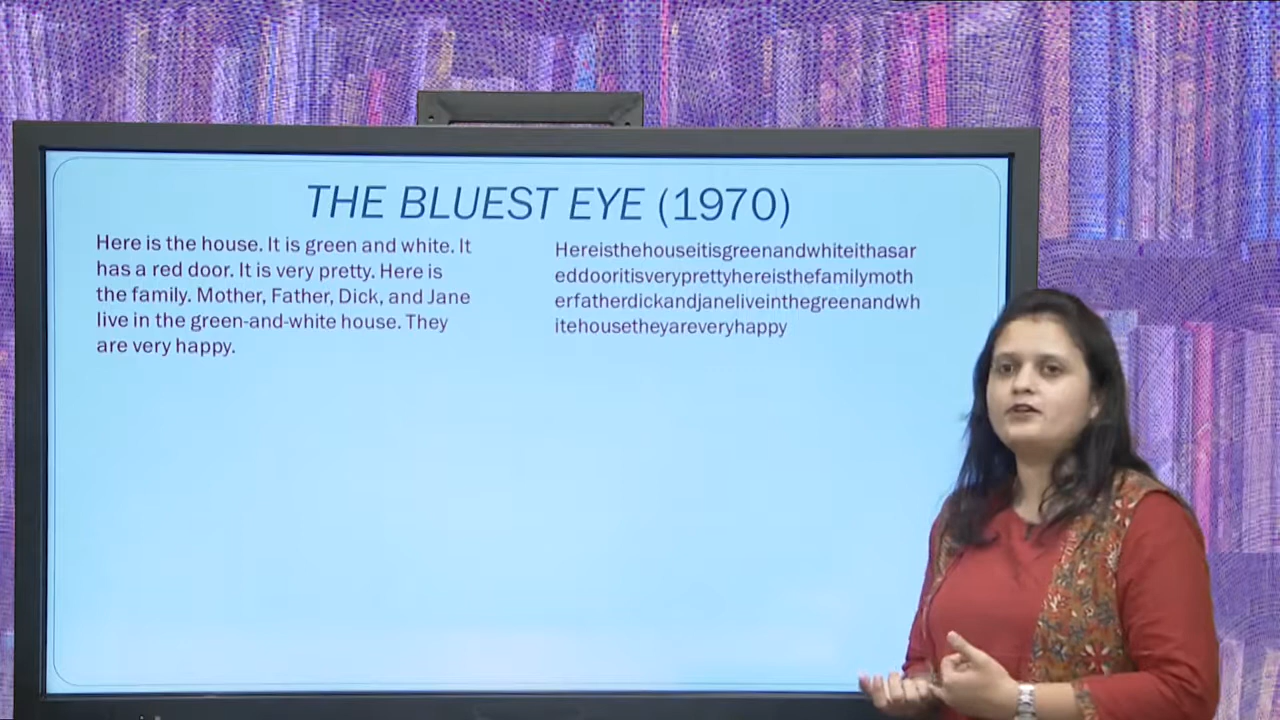 THE BLUEST EYE (1970)
Here is the house. It is green and white. It
has a red door. It is very pretty. Here is
the family. Mother, Father, Dick, and Jane
live in the green-and-white house. They
are very happy.
Hereisthehouseitisgreenandwhiteithasar
eddooritisveryprettyhereisthefamilymoth
erfatherdickandjaneliveinthegreenandwh
itehousetheyareveryhappy